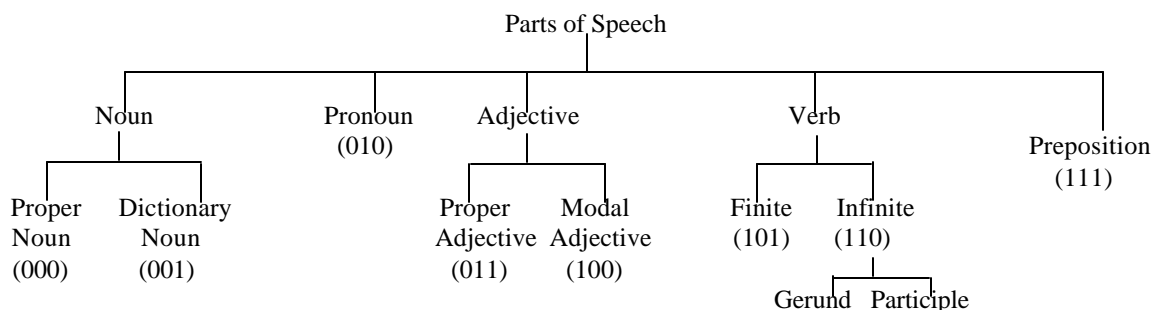 Parts of Speech
Noun Pronoun Adjective Verb
(010)
Preposition
(111)
Proper Dictionary Proper Modal Finite Infinite
Noun Noun Adjective Adjective (101) (110)
(000) (001) (011) (100)
Gerund Participle